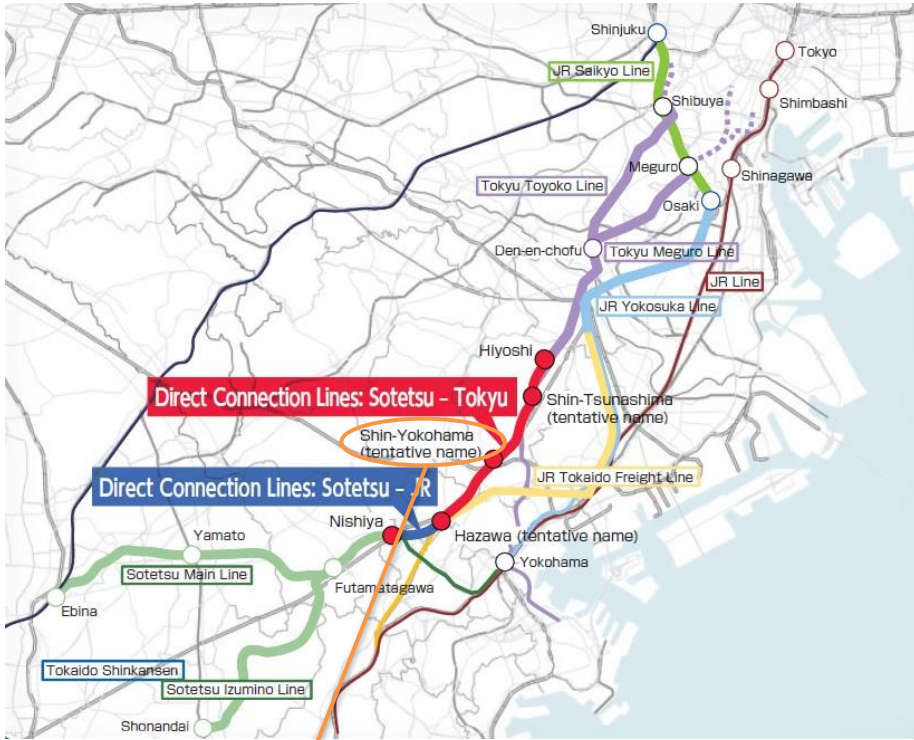 Shinjuku
Tokyo
JR Saikyo Line
Shibuya
Shimbashi
Meguro
Shinagawa
Tokyu Toyoko Line
Osaki
Den-en-chofu
Tokyu Meguro Line
JR Line
JR Yokosuka Line
Hiyoshi
Direct Connection Lines: Sotetsu – Tokyu
Shin-Tsunashima
(tentative name)
Shin-Yokohama
(tentative name)
JR Tokaido Freight Line
Direct Connection Lines: Sotetsu – JR
Nishiya
Hazawa (tentative name)
Yamato
Yokohama
Sotetsu Main Line
Futamatagawa
Ebina
Tokaido Shinkansen
Sotetsu Izumino Line
Shonandai